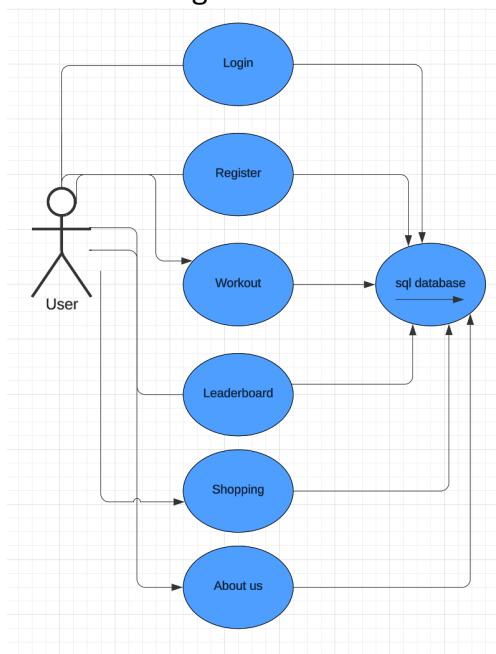 Login
Register
Workout
sql database
User
Leaderboard
Shopping
About us